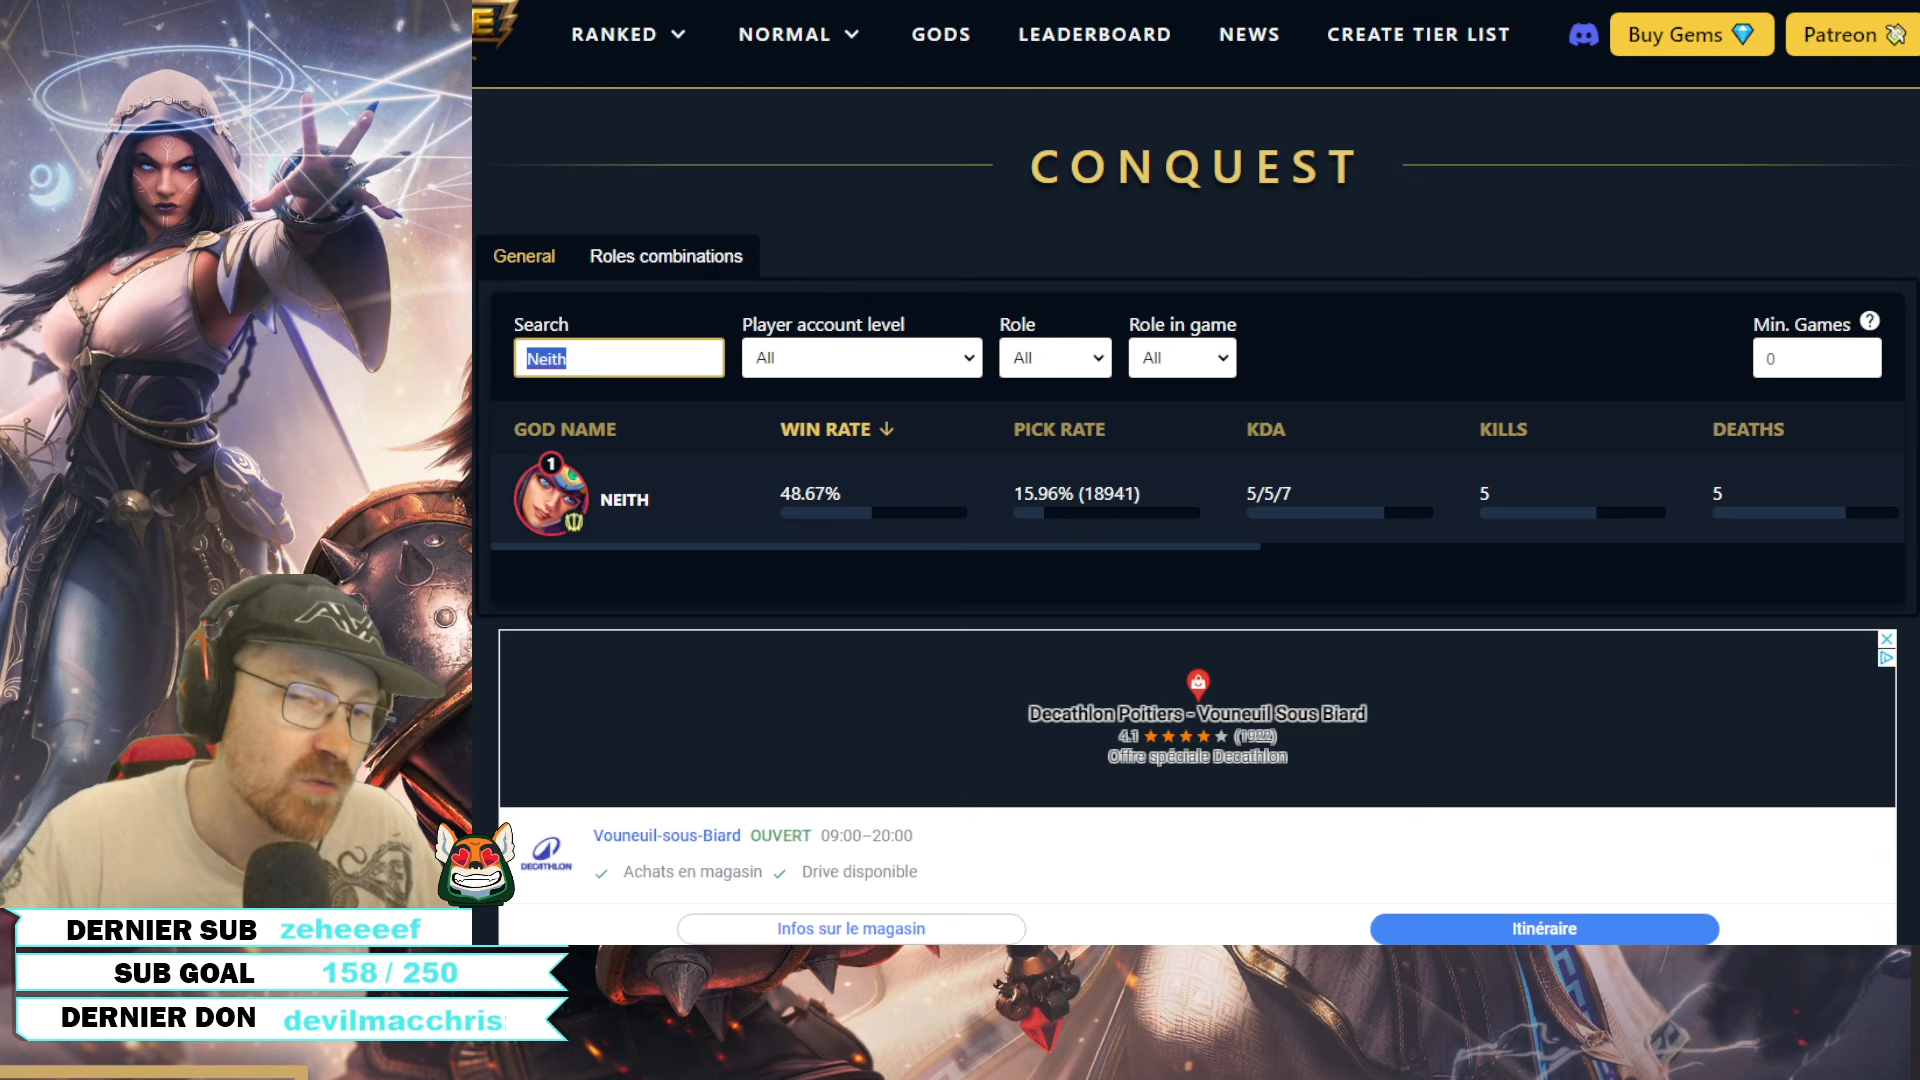 RANKED NORMAL GODS LEADERBOARD NEWS CREATE TIER LIST Buy Gems Patreon
CONQUEST
General Roles combinations
Search Player account level Role Role in game Min. Games ?
Neith All All All 0
GOD NAME WIN RATE ↓ PICK RATE KDA KILLS DEATHS
1
NEITH 48.67% 15.96% (18941) 5/5/7 5 5
Decathlon Poitiers - Vouneuil Sous Biard
4.1 ★★★★★ (1922)
Offre spéciale Decathlon
DECATHLON
Vouneuil-sous-Biard OUVERT 09:00–20:00
Achats en magasin Drive disponible
Infos sur le magasin Itinéraire
DERNIER SUB zeheeeef
SUB GOAL 158 / 250
DERNIER DON devilmacchris